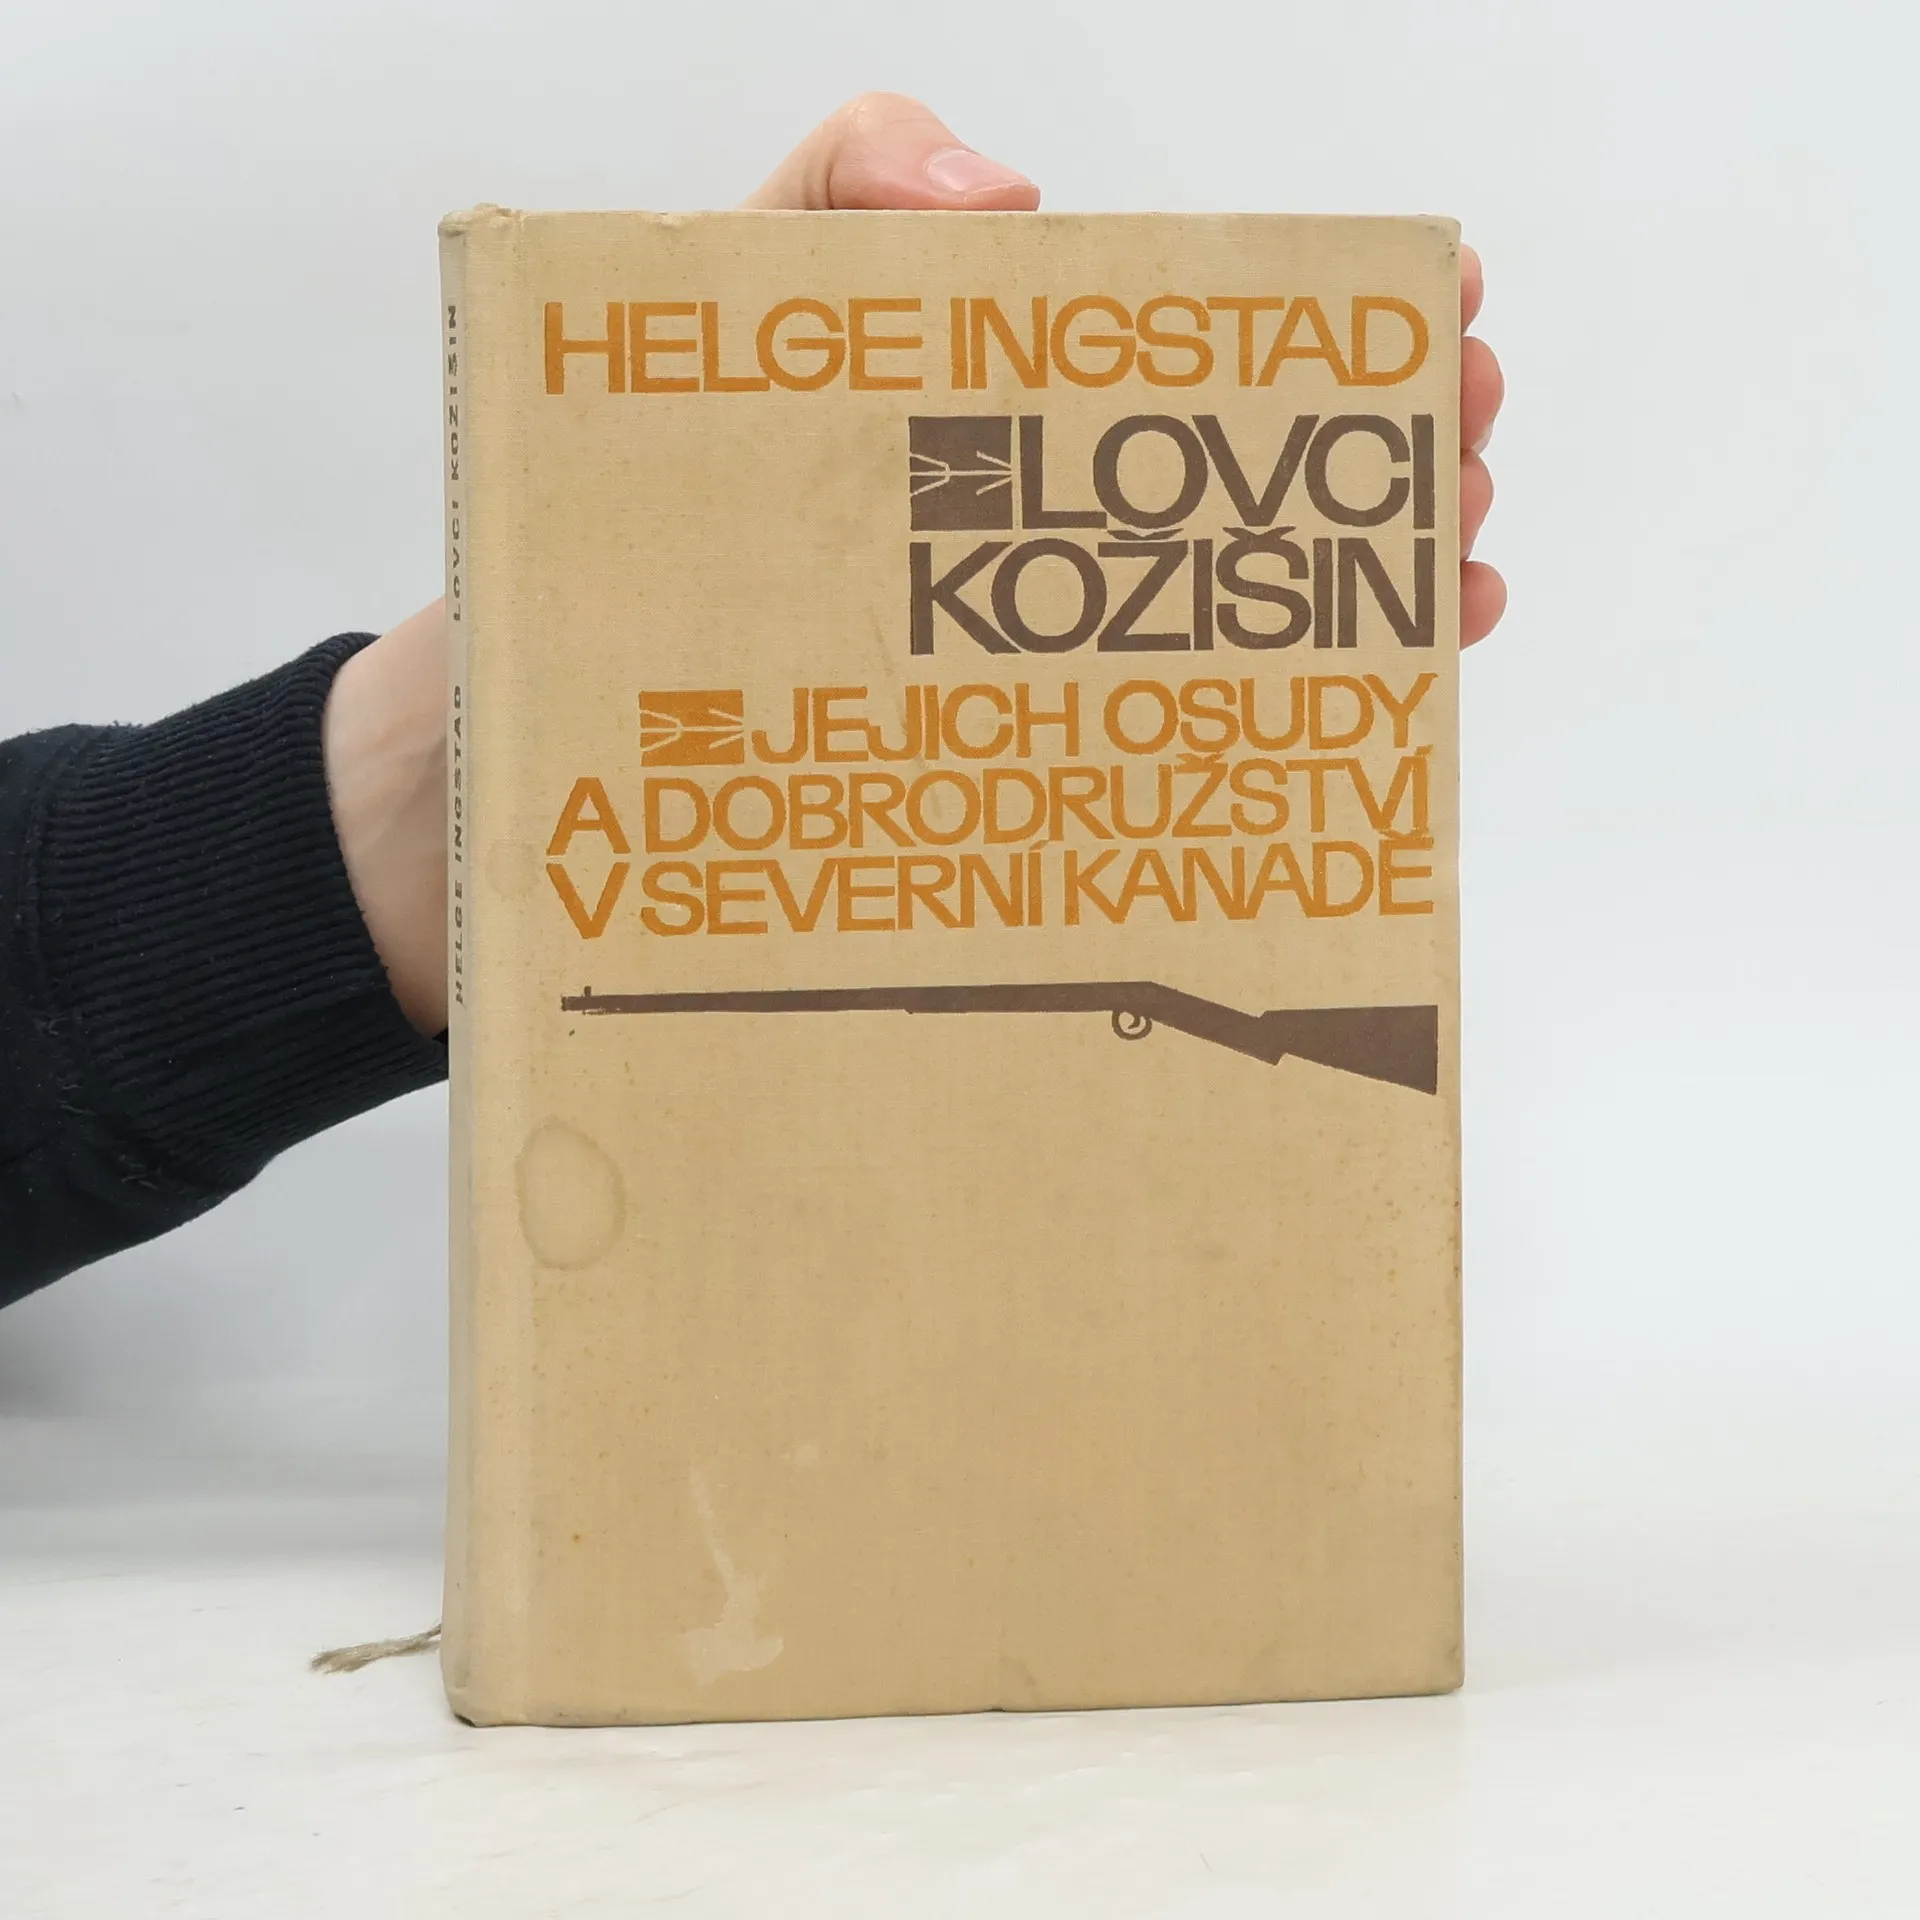 HELGE INGSTAD
LOVCI
KOŽIŠIN
JEJICH OSUDY
A DOBRODRUŽSTVÍ
V SEVERNÍ KANADĚ
HELGE INGSTAD LOVCI KOŽIŠIN